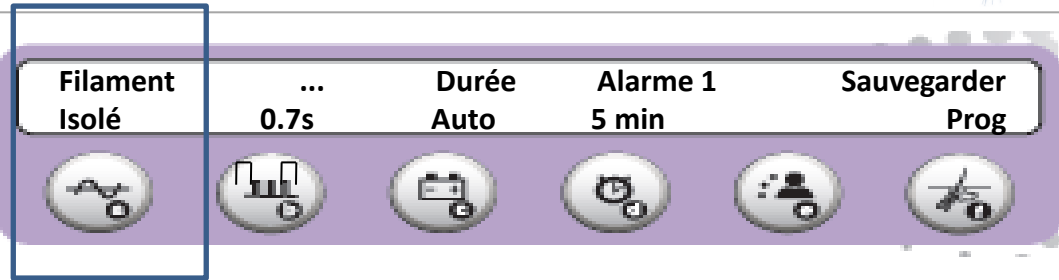 Filament ... Durée Alarme 1 Sauvegarder
Isolé 0.7s Auto 5 min Prog